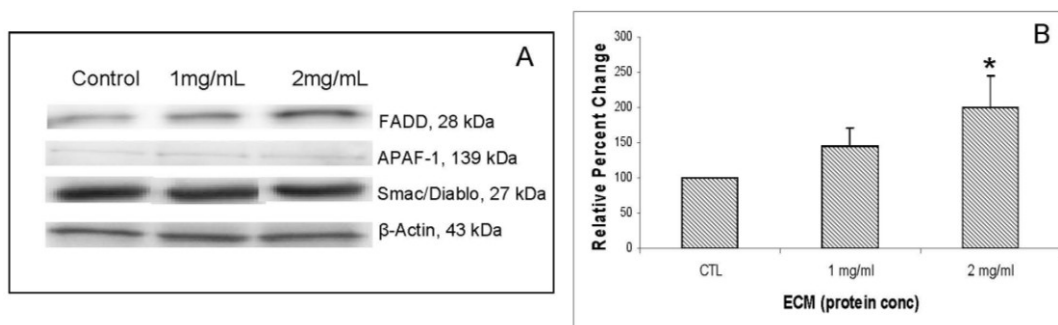 A
Control 1mg/mL 2mg/mL
FADD, 28 kDa
APAF-1, 139 kDa
Smac/Diablo, 27 kDa
β-Actin, 43 kDa
B
Relative Percent Change
300
250
200
150
100
50
0
*
CTL 1 mg/ml 2 mg/ml
ECM (protein conc)